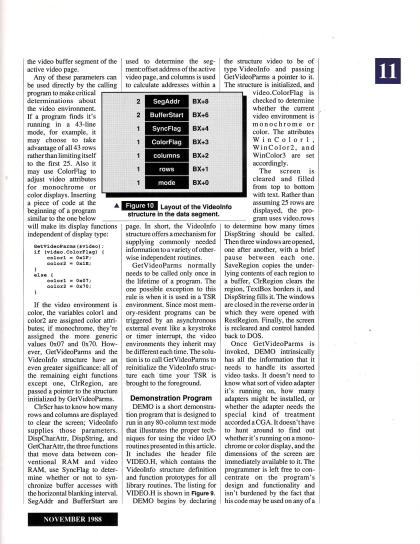 the video buffer segment of the
active video page.
Any of these parameters can
be used directly by the calling
program to make critical
determinations about
the video environment.
If a program finds it's
running in a 43-line
mode, for example, it
may choose to take
advantage of all 43 rows
rather than limiting itself
to the first 25. Also it
may use ColorFlag to
adjust video attributes
for monochrome or
color displays. Inserting
a piece of code at the
beginning of a program
similar to the one below
will make its display functions
independent of display type:
GetVideoParms(&video);
if (video.ColorFlag) {
color1 = 0x1F;
color2 = 0x1E;
}
else {
color1 = 0x07;
color2 = 0x70;
}
If the video environment is
color, the variables color1 and
color2 are assigned color attri-
butes; if monochrome, they're
assigned the more generic
values 0x07 and 0x70. How-
ever, GetVideoParms and the
VideoInfo structure have an
even greater significance: all of
the remaining eight functions
except one, ClrRegion, are
passed a pointer to the structure
initialized by GetVideoParms.
ClrScr has to know how many
rows and columns are displayed
to clear the screen; VideoInfo
supplies those parameters.
DispCharAttr, DispString, and
GetCharAttr, the three functions
that move data between con-
ventional RAM and video
RAM, use SyncFlag to deter-
mine whether or not to syn-
chronize buffer accesses with
the horizontal blanking interval.
SegAddr and BufferStart are
used to determine the seg-
ment:offset address of the active
video page, and columns is used
to calculate addresses within a
2 SegAddr BX+8
2 BufferStart BX+6
1 SyncFlag BX+4
1 ColorFlag BX+3
1 columns BX+2
1 rows BX+1
1 mode BX+0
▲ Figure 10 Layout of the VideoInfo
structure in the data segment.
page. In short, the VideoInfo
structure offers a mechanism for
supplying commonly needed
information to a variety of other-
wise independent routines.
GetVideoParms normally
needs to be called only once in
the lifetime of a program. The
one possible exception to this
rule is when it is used in a TSR
environment. Since most mem-
ory-resident programs can be
triggered by an asynchronous
external event like a keystroke
or timer interrupt, the video
environments they inherit may
be different each time. The solu-
tion is to call GetVideoParms to
reinitialize the VideoInfo struc-
ture each time your TSR is
brought to the foreground.
Demonstration Program
DEMO is a short demonstra-
tion program that is designed to
run in any 80-column text mode
that illustrates the proper tech-
niques for using the video I/O
routines presented in this article.
It includes the header file
VIDEO.H, which contains the
VideoInfo structure definition
and function prototypes for all
library routines. The listing for
VIDEO.H is shown in Figure 9.
DEMO begins by declaring
the structure video to be of
type VideoInfo and passing
GetVideoParms a pointer to it.
The structure is initialized, and
video.ColorFlag is
checked to determine
whether the current
video environment is
monochrome or
color. The attributes
WinColor1,
WinColor2, and
WinColor3 are set
accordingly.
The screen is
cleared and filled
from top to bottom
with text. Rather than
assuming 25 rows are
displayed, the pro-
gram uses video.rows
to determine how many times
DispString should be called.
Then three windows are opened,
one after another, with a brief
pause between each one.
SaveRegion copies the under-
lying contents of each region to
a buffer, ClrRegion clears the
region, TextBox borders it, and
DispString fills it. The windows
are closed in the reverse order in
which they were opened with
RestRegion. Finally, the screen
is recleared and control handed
back to DOS.
Once GetVideoParms is
invoked, DEMO intrinsically
has all the information that it
needs to handle its assorted
video tasks. It doesn't need to
know what sort of video adapter
it's running on, how many
adapters might be installed, or
whether the adapter needs the
special kind of treatment
accorded a CGA. It doesn't have
to hunt around to find out
whether it's running on a mono-
chrome or color display, and the
dimensions of the screen are
immediately available to it. The
programmer is left free to con-
centrate on the program's
design and functionality and
isn't burdened by the fact that
his code may be used on any of a
11
NOVEMBER 1988